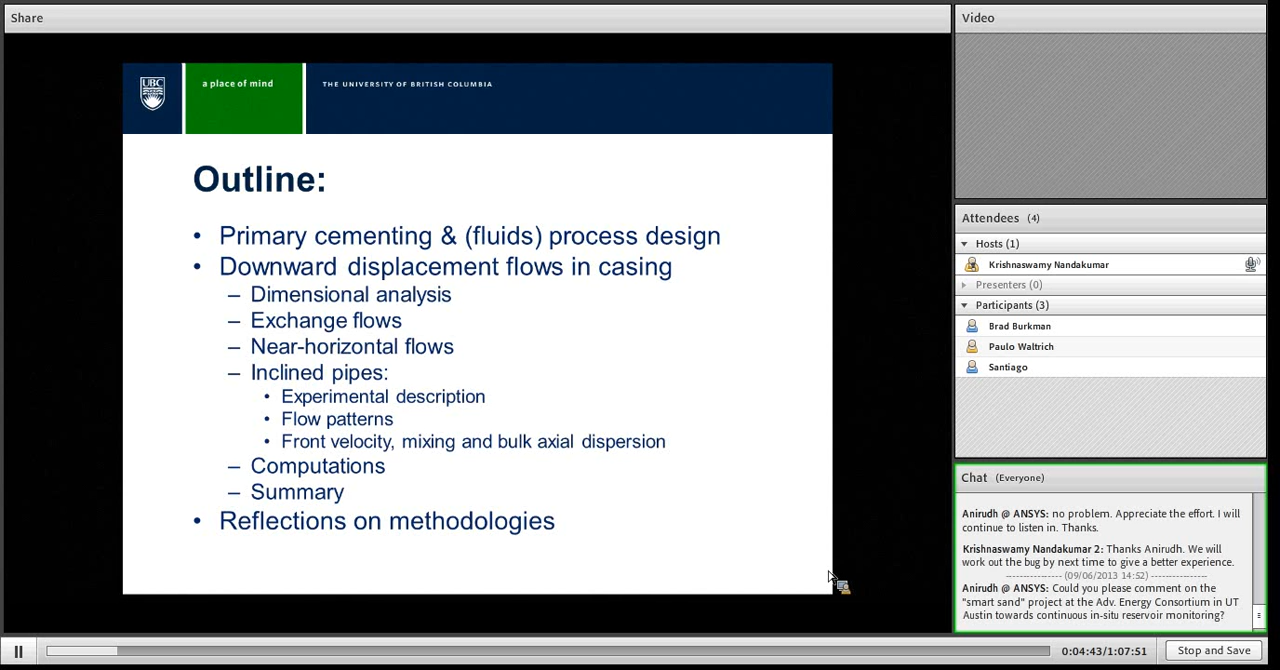 Share
UBC
a place of mind
THE UNIVERSITY OF BRITISH COLUMBIA
Outline:
• Primary cementing & (fluids) process design
• Downward displacement flows in casing
– Dimensional analysis
– Exchange flows
– Near-horizontal flows
– Inclined pipes:
• Experimental description
• Flow patterns
• Front velocity, mixing and bulk axial dispersion
– Computations
– Summary
• Reflections on methodologies
Video
Attendees (4)
Hosts (1)
Krishnaswamy Nandakumar
Presenters (0)
Participants (3)
Brad Burkman
Paulo Waltrich
Santiago
Chat (Everyone)
Anirudh @ ANSYS: no problem. Appreciate the effort. I will
continue to listen in. Thanks.
Krishnaswamy Nandakumar 2: Thanks Anirudh. We will
work out the bug by next time to give a better experience.
---------------- (09/06/2013 14:52) ----------------
Anirudh @ ANSYS: Could you please comment on the
"smart sand" project at the Adv. Energy Consortium in UT
Austin towards continuous in-situ reservoir monitoring?
0:04:43/1:07:51
Stop and Save